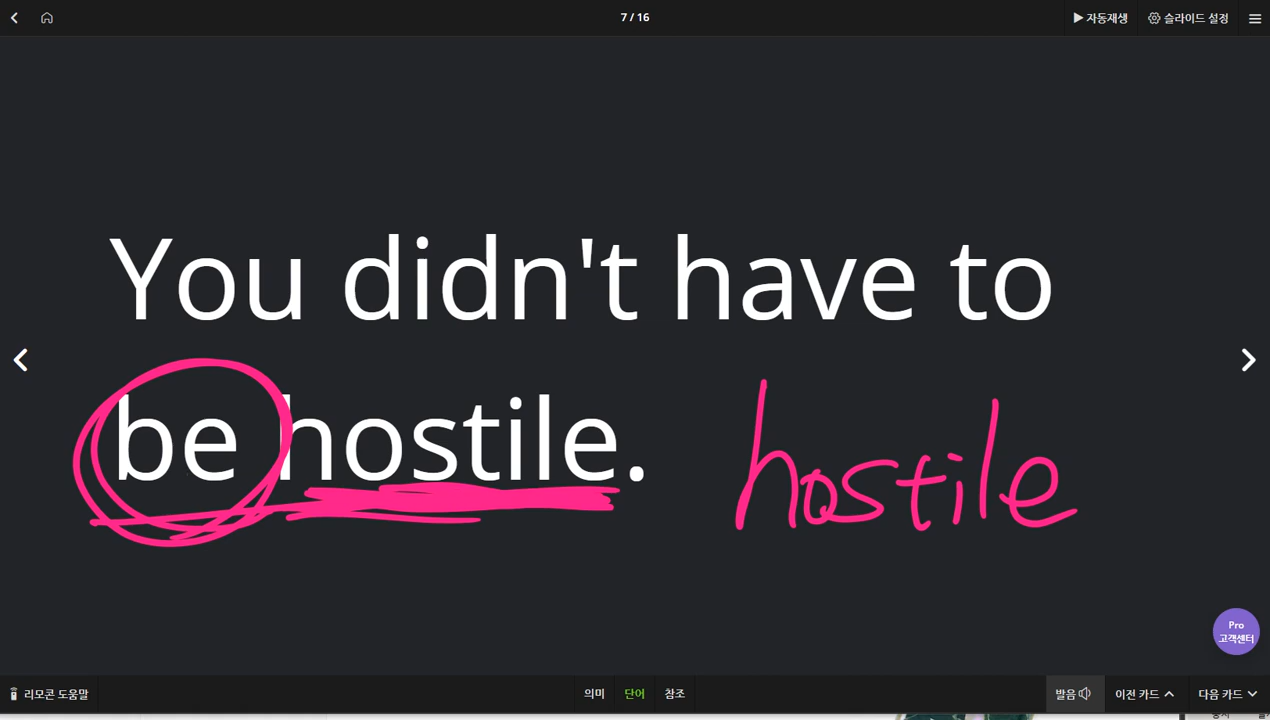 7 / 16
자동재생
슬라이드 설정
You didn't have to
be hostile.
hostile
Pro
고객센터
리모콘 도움말
의미
단어
참조
발음
이전 카드
다음 카드